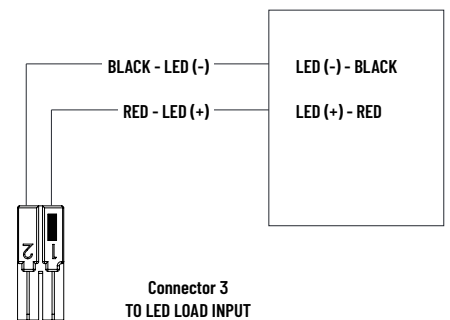 BLACK - LED (-)
LED (-) - BLACK
RED - LED (+)
LED (+) - RED
2
1
Connector 3
TO LED LOAD INPUT